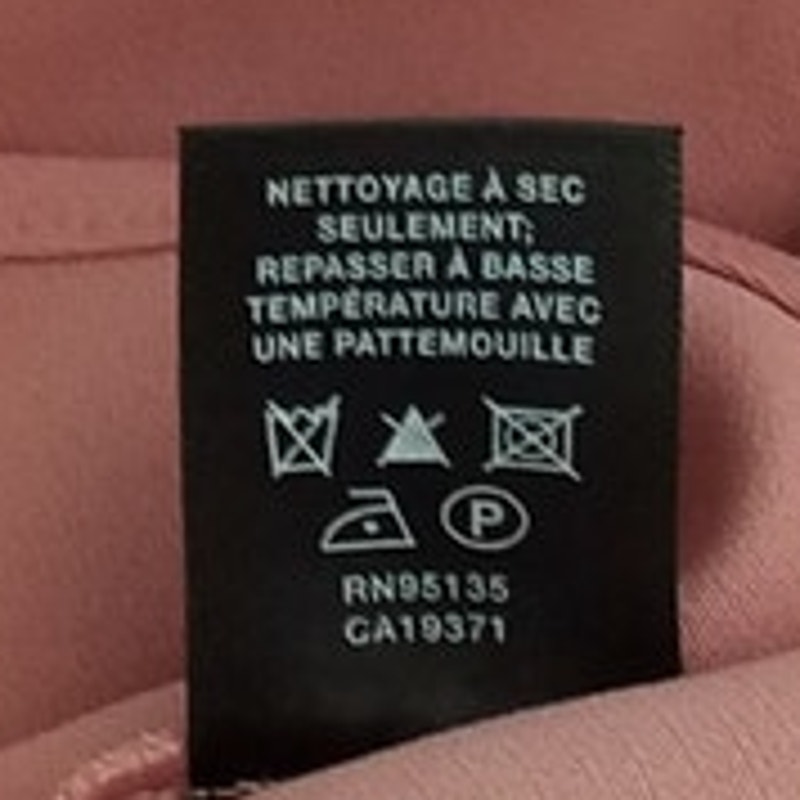 NETTOYAGE À SEC
SEULEMENT;
REPASSER À BASSE
TEMPÉRATURE AVEC
UNE PATTEMOUILLE
P
RN95135
CA19371